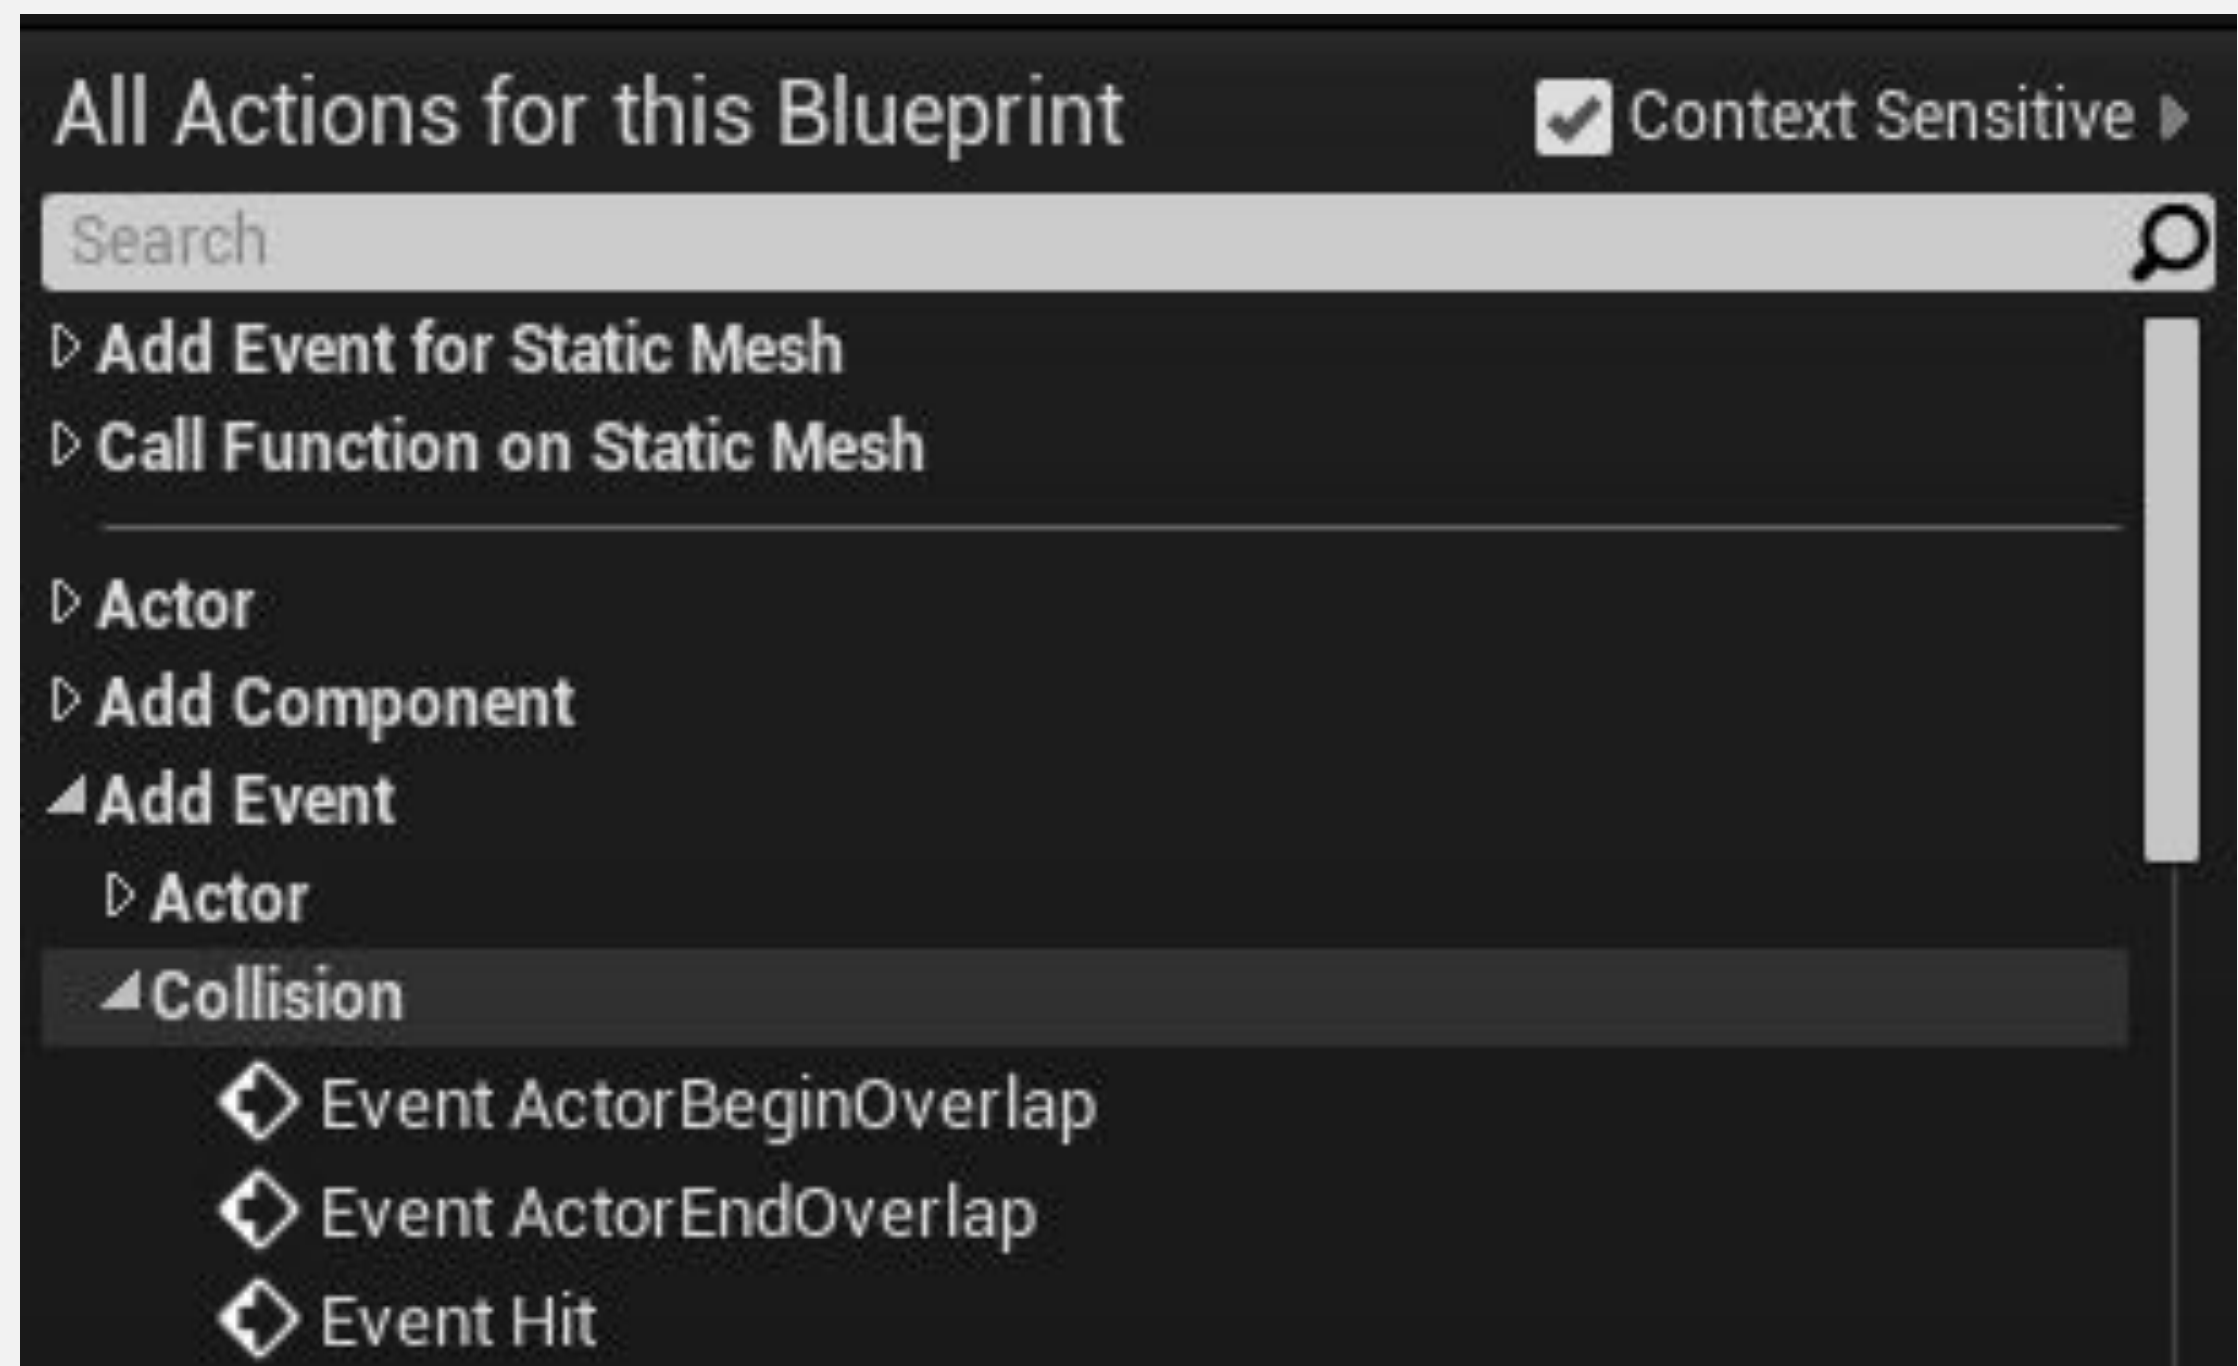 All Actions for this Blueprint
Context Sensitive
Search
Add Event for Static Mesh
Call Function on Static Mesh
Actor
Add Component
Add Event
Actor
Collision
Event ActorBeginOverlap
Event ActorEndOverlap
Event Hit